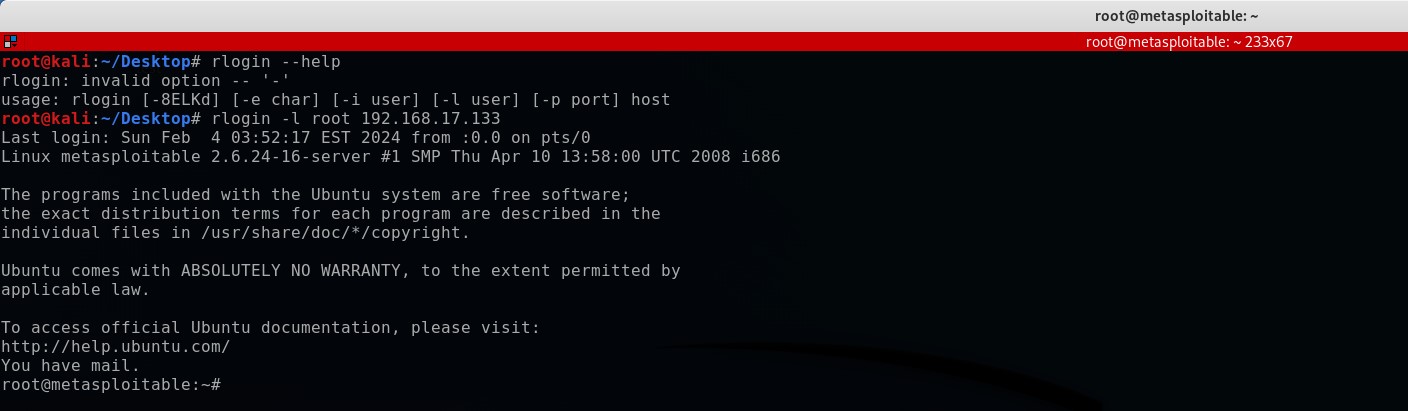 root@metasploitable: ~
root@metasploitable: ~ 233x67
root@kali:~/Desktop# rlogin --help
rlogin: invalid option -- '-'
usage: rlogin [-8ELKd] [-e char] [-i user] [-l user] [-p port] host
root@kali:~/Desktop# rlogin -l root 192.168.17.133
Last login: Sun Feb  4 03:52:17 EST 2024 from :0.0 on pts/0
Linux metasploitable 2.6.24-16-server #1 SMP Thu Apr 10 13:58:00 UTC 2008 i686

The programs included with the Ubuntu system are free software;
the exact distribution terms for each program are described in the
individual files in /usr/share/doc/*/copyright.

Ubuntu comes with ABSOLUTELY NO WARRANTY, to the extent permitted by
applicable law.

To access official Ubuntu documentation, please visit:
http://help.ubuntu.com/
You have mail.
root@metasploitable:~#